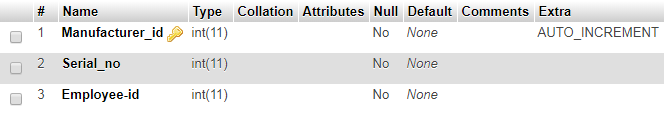 # Name Type Collation Attributes Null Default Comments Extra
1 Manufacturer_id int(11) No None AUTO_INCREMENT
2 Serial_no int(11) No None
3 Employee-id int(11) No None